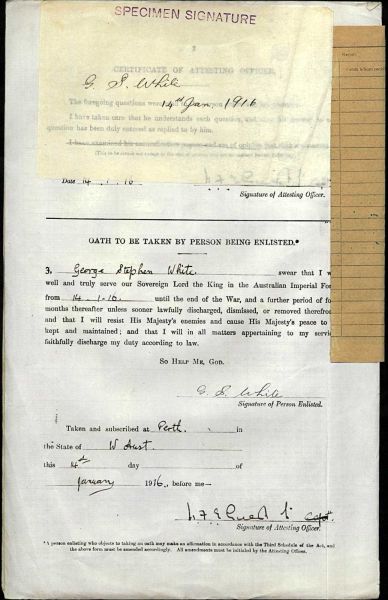 SPECIMEN SIGNATURE
2
CERTIFICATE OF ATTESTING OFFICER.
G. S. White
The foregoing questions were
14th Jan 1916
I have taken care that he understands each question, and
question has been duly entered as replied to by him.
Date 14.1.16
Signature of Attesting Officer.
OATH TO BE TAKEN BY PERSON BEING ENLISTED.*
3. George Stephen White swear that I w
well and truly serve our Sovereign Lord the King in the Australian Imperial For
from 14-1-16 until the end of the War, and a further period of fo
months thereafter unless sooner lawfully discharged, dismissed, or removed therefro
and that I will resist His Majesty's enemies and cause His Majesty's peace to
kept and maintained; and that I will in all matters appertaining to my servi
faithfully discharge my duty according to law.
SO HELP ME, GOD.
G. S. White
Signature of Person Enlisted.
Taken and subscribed at Perth. in
the State of W Aust.
this 14th day of
January 1916, before me—
Capt.
Signature of Attesting Officer.
*A person enlisting who objects to taking an oath may make an affirmation in accordance with the Third Schedule of the Act, and
the above form must be amended accordingly. All amendments must be initialed by the Attesting Officer.